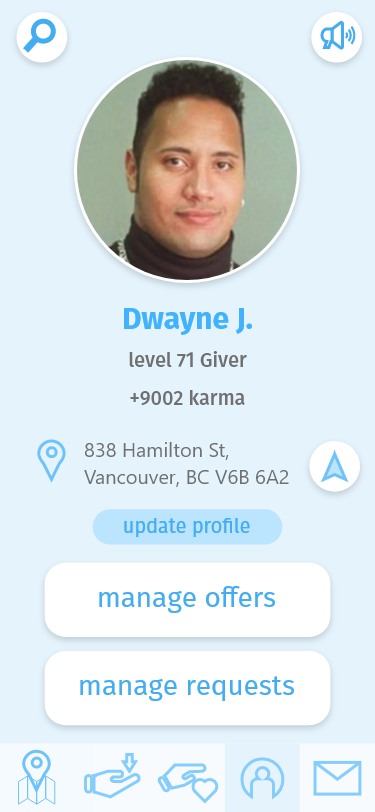 Dwayne J.
level 71 Giver
+9002 karma
838 Hamilton St,
Vancouver, BC V6B 6A2
update profile
manage offers
manage requests